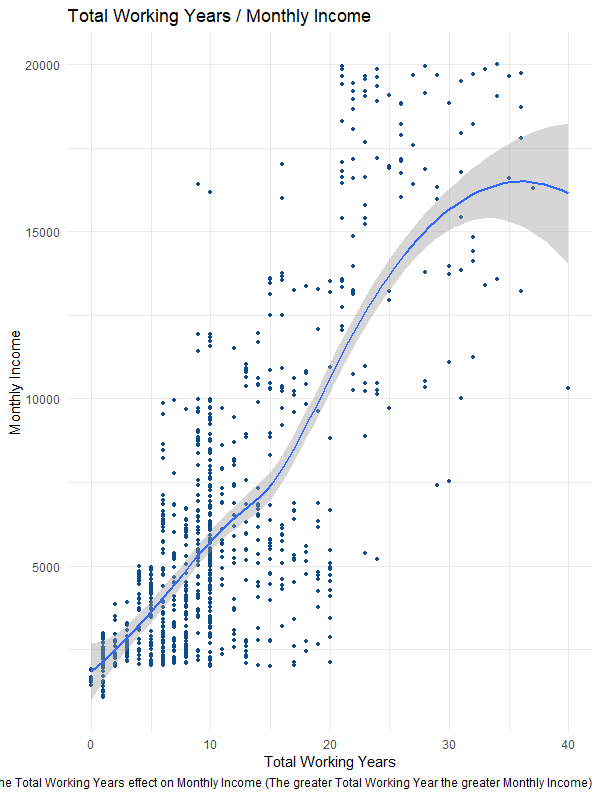 Total Working Years / Monthly Income
20000
15000
10000
5000
Monthly Income
0 10 20 30 40
Total Working Years
he Total Working Years effect on Monthly Income (The greater Total Working Year the greater Monthly Income)